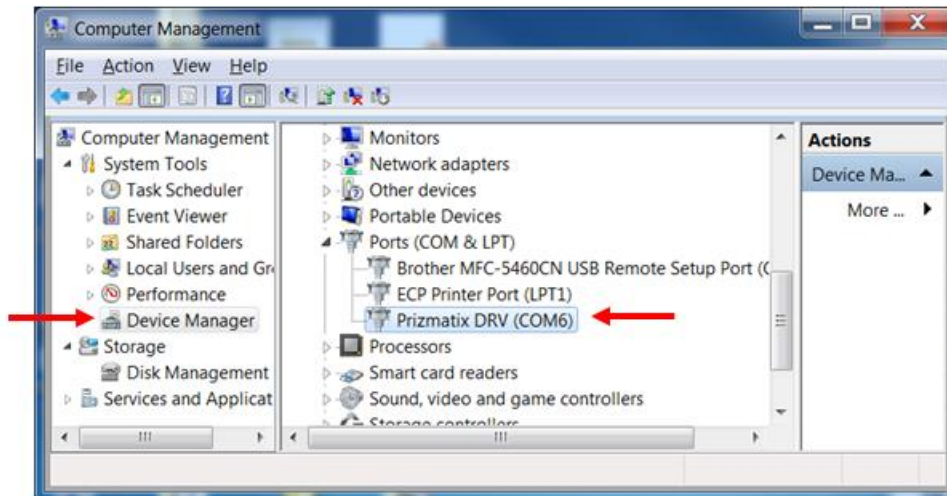 Computer Management
File Action View Help
Computer Management
System Tools
Task Scheduler
Event Viewer
Shared Folders
Local Users and Gr
Performance
Device Manager
Storage
Disk Management
Services and Applicat
Monitors
Network adapters
Other devices
Portable Devices
Ports (COM & LPT)
Brother MFC-5460CN USB Remote Setup Port (C
ECP Printer Port (LPT1)
Prizmatix DRV (COM6)
Processors
Smart card readers
Sound, video and game controllers
Storage controllers
Actions
Device Ma...
More ...